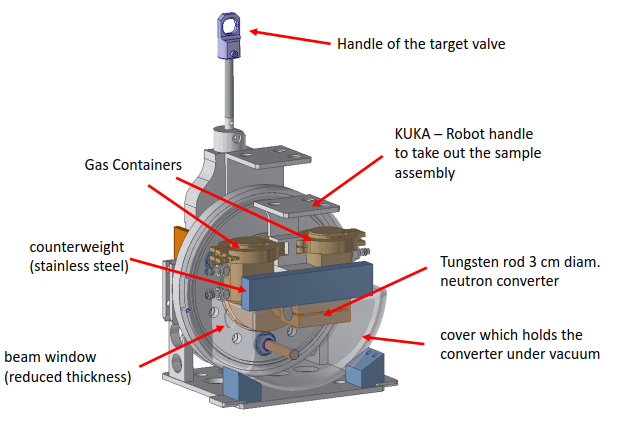 Handle of the target valve
KUKA – Robot handle
to take out the sample
assembly
Gas Containers
counterweight
(stainless steel)
Tungsten rod 3 cm diam.
neutron converter
cover which holds the
converter under vacuum
beam window
(reduced thickness)